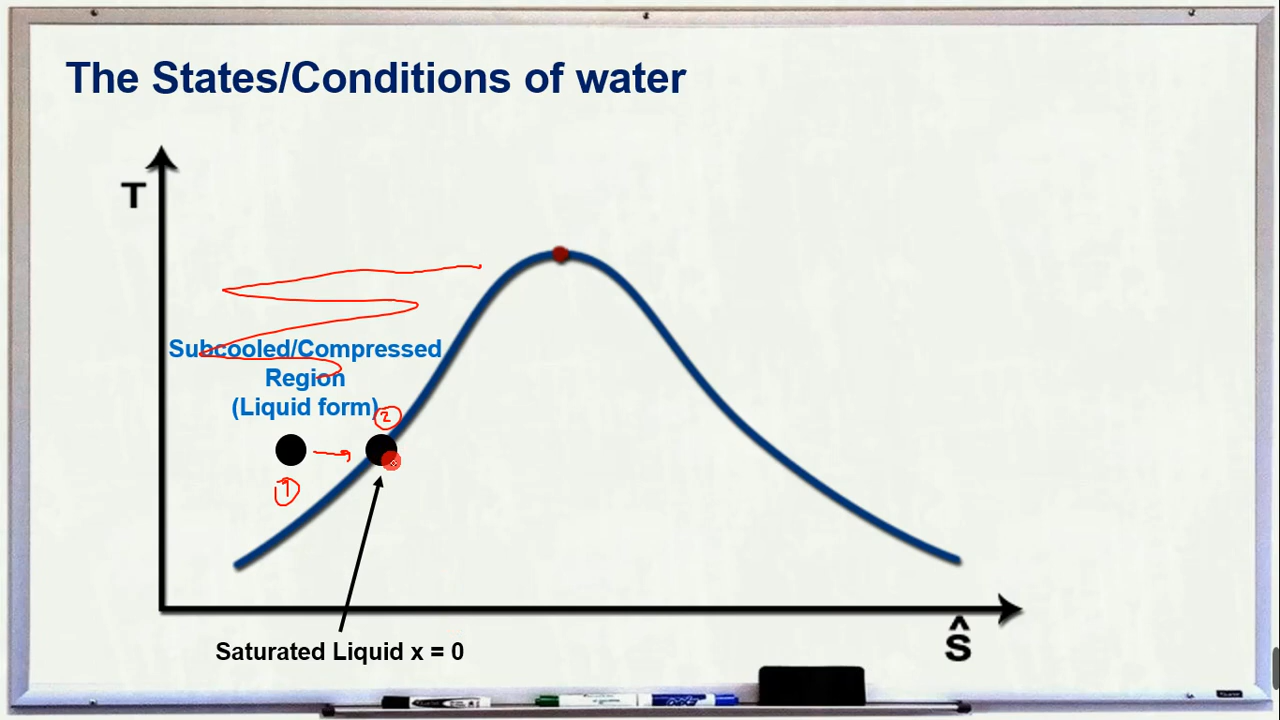 The States/Conditions of water
T
Subcooled/Compressed
Region
(Liquid form)
2
1
Saturated Liquid x = 0
Ŝ